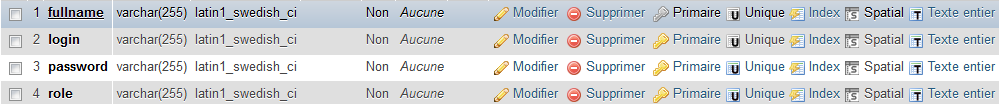 1 fullname varchar(255) latin1_swedish_ci Non Aucune Modifier Supprimer Primaire U Unique Index S Spatial T Texte entier
2 login varchar(255) latin1_swedish_ci Non Aucune Modifier Supprimer Primaire U Unique Index S Spatial T Texte entier
3 password varchar(255) latin1_swedish_ci Non Aucune Modifier Supprimer Primaire U Unique Index S Spatial T Texte entier
4 role varchar(255) latin1_swedish_ci Non Aucune Modifier Supprimer Primaire U Unique Index S Spatial T Texte entier